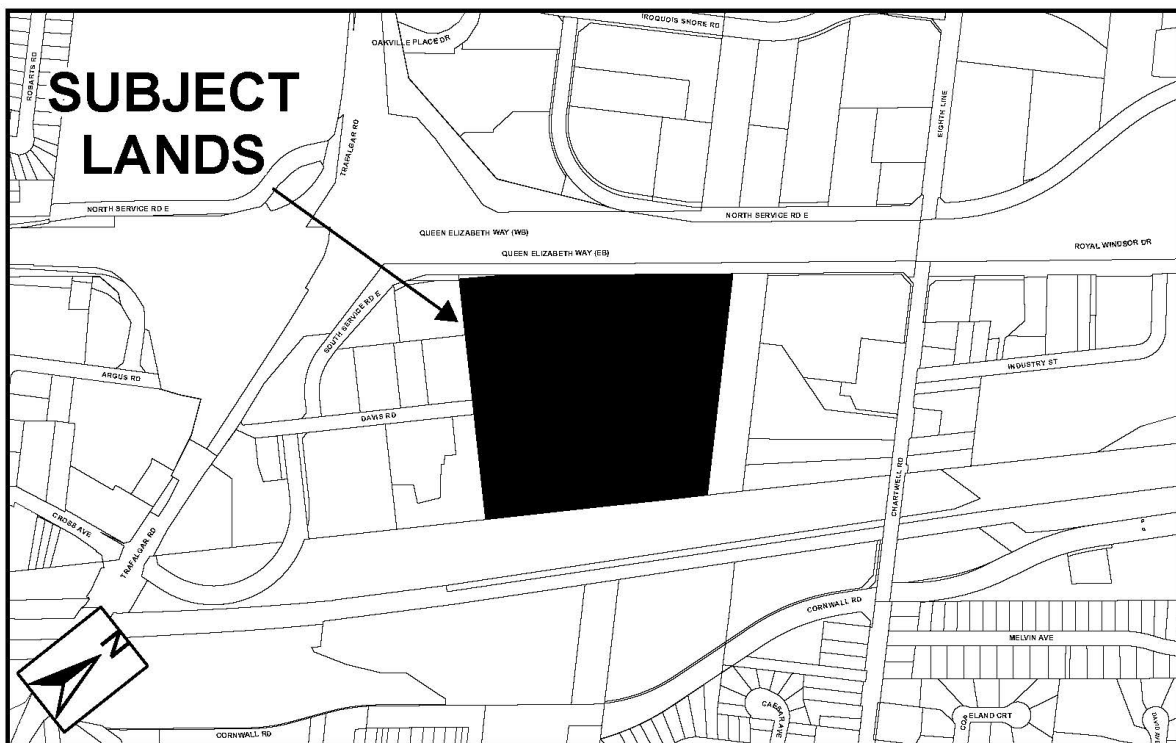 IROQUOIS SHORE RD
OAKVILLE PLACE DR
ROBARTS RD
SUBJECT
LANDS
TRAFALGAR RD
EIGHTH LINE
NORTH SERVICE RD E
NORTH SERVICE RD E
QUEEN ELIZABETH WAY (WB)
ROYAL WINDSOR DR
QUEEN ELIZABETH WAY (EB)
SOUTH SERVICE RD E
INDUSTRY ST
ARGUS RD
DAVIS RD
CHARTWELL RD
CROSS AVE
TRAFALGAR RD
CORNWALL RD
N
MELVIN AVE
CAESAR AVE
ELAND CRT
DAVID AVE
CORNWALL RD